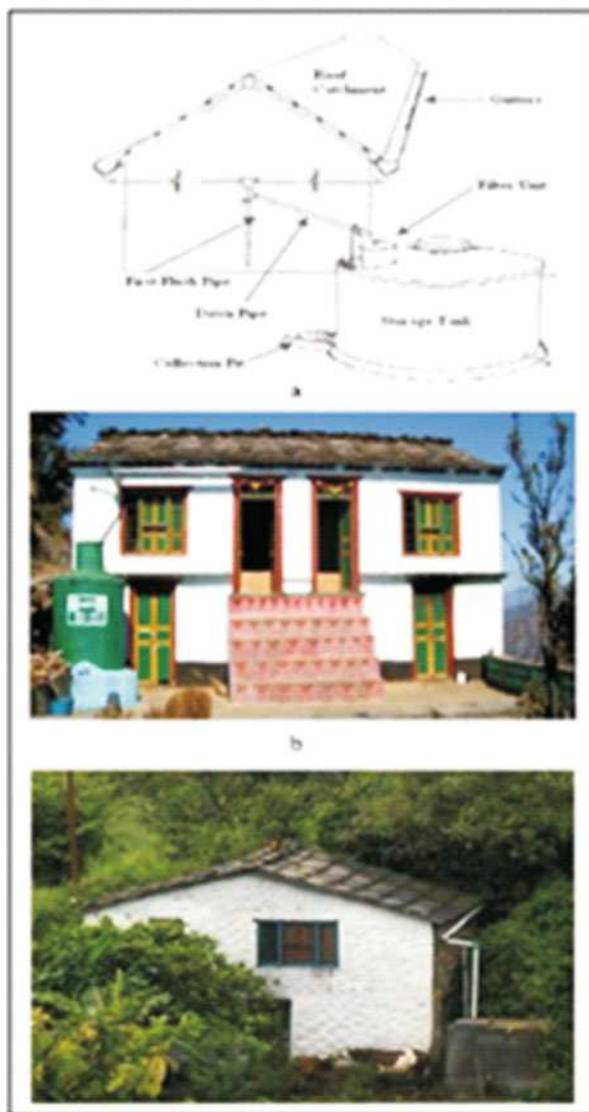 Roof
Catchment
Gutters
Filter Unit
First Flush Pipe
Down Pipe
Storage Tank
Collection Pit
a
b